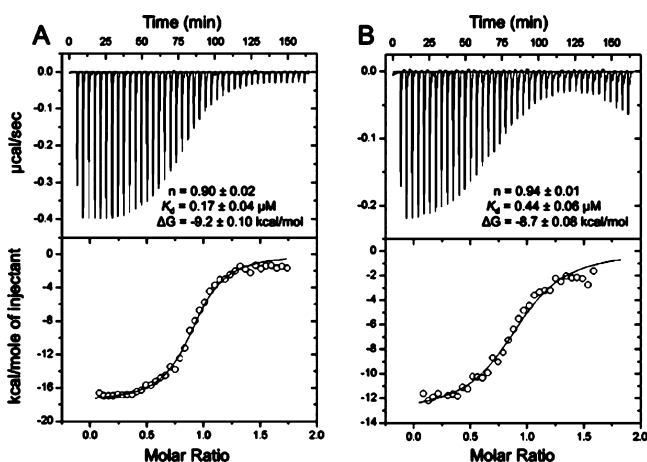 A
Time (min)
0 25 50 75 100 125 150
0.0
-0.1
-0.2
-0.3
-0.4
µcal/sec
n = 0.90 ± 0.02
Kd = 0.17 ± 0.04 µM
ΔG = -9.2 ± 0.10 kcal/mol
0
-4
-8
-12
-16
-20
kcal/mole of injectant
0.0 0.5 1.0 1.5 2.0
Molar Ratio
B
Time (min)
0 25 50 75 100 125 150
0.0
-0.1
-0.2
n = 0.94 ± 0.01
Kd = 0.44 ± 0.06 µM
ΔG = -8.7 ± 0.08 kcal/mol
0
-2
-4
-6
-8
-10
-12
-14
0.0 0.5 1.0 1.5 2.0
Molar Ratio